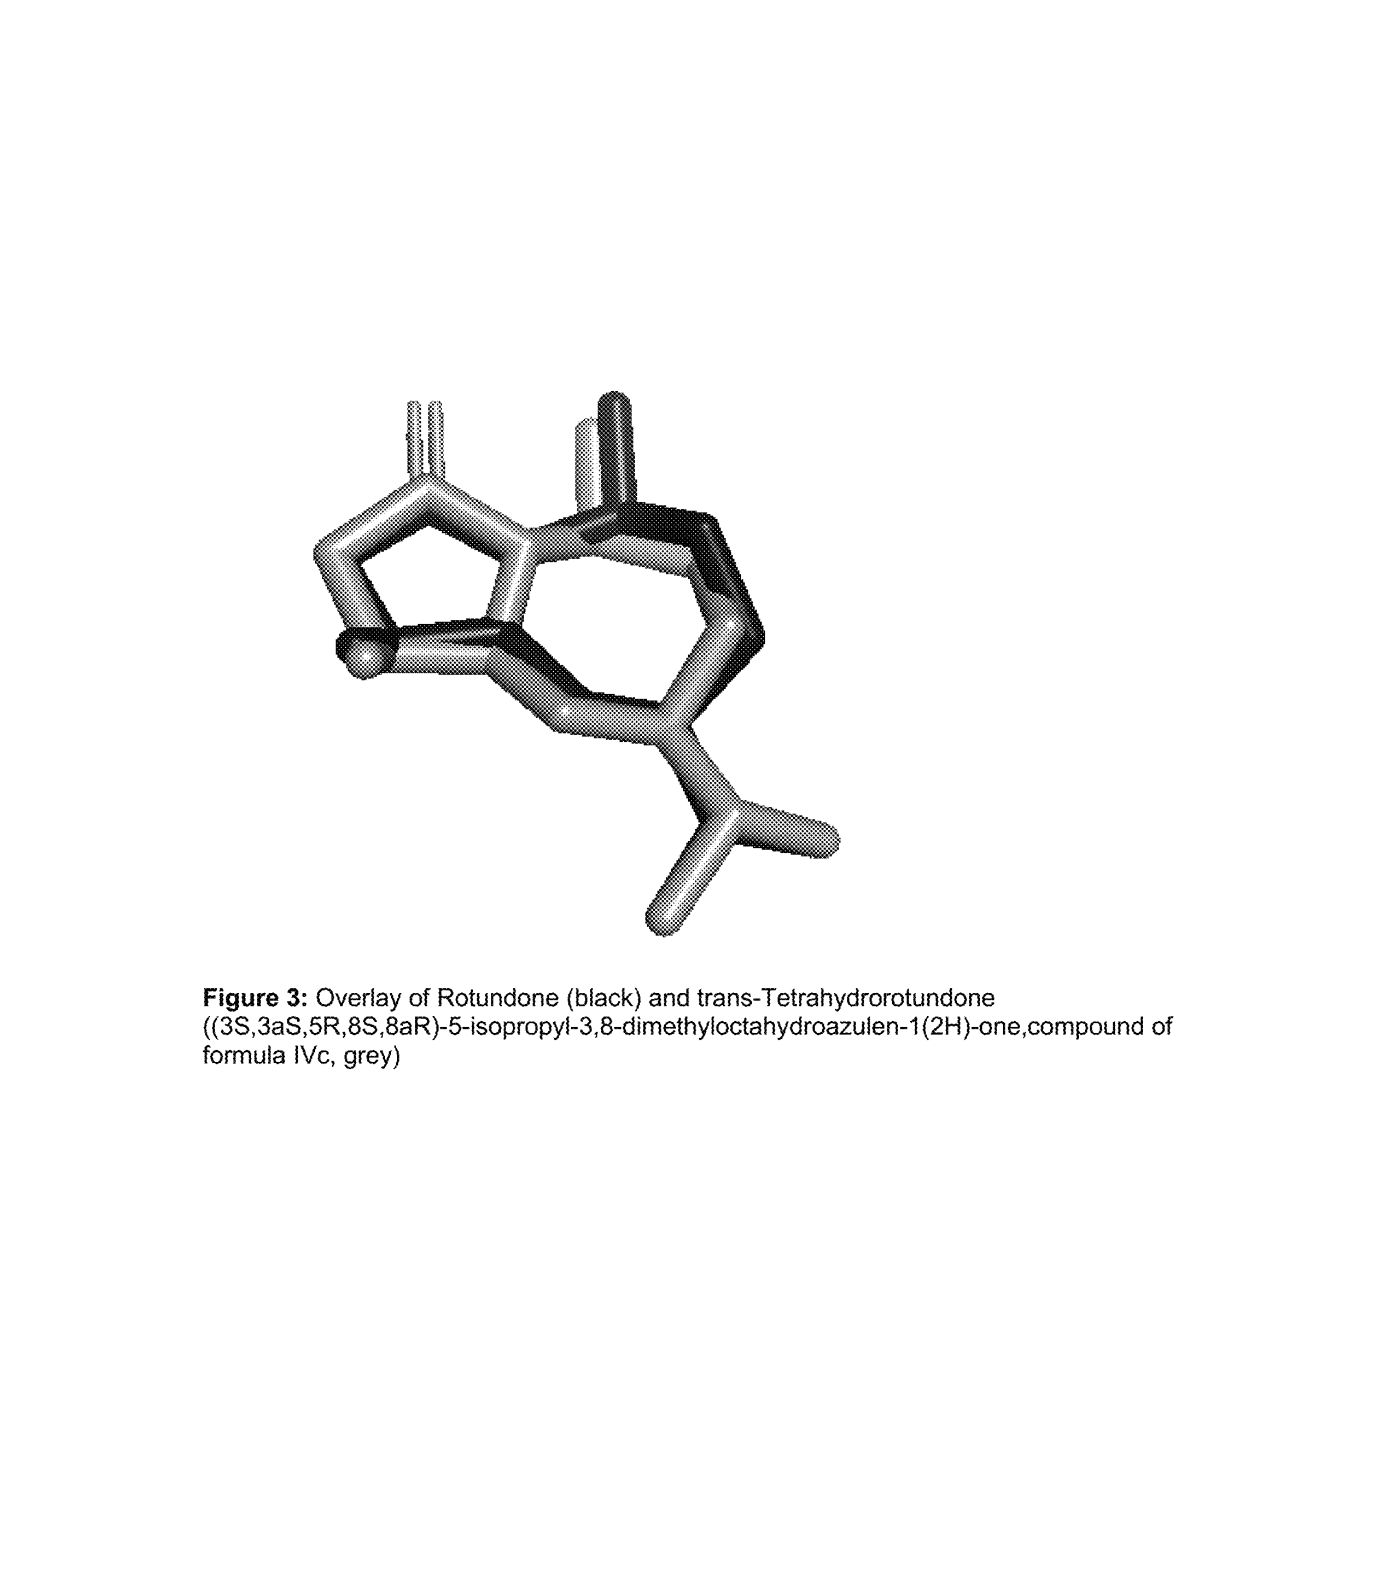 Figure 3: Overlay of Rotundone (black) and trans-Tetrahydrorotundone
((3S,3aS,5R,8S,8aR)-5-isopropyl-3,8-dimethyloctahydroazulen-1(2H)-one,compound of
formula IVc, grey)